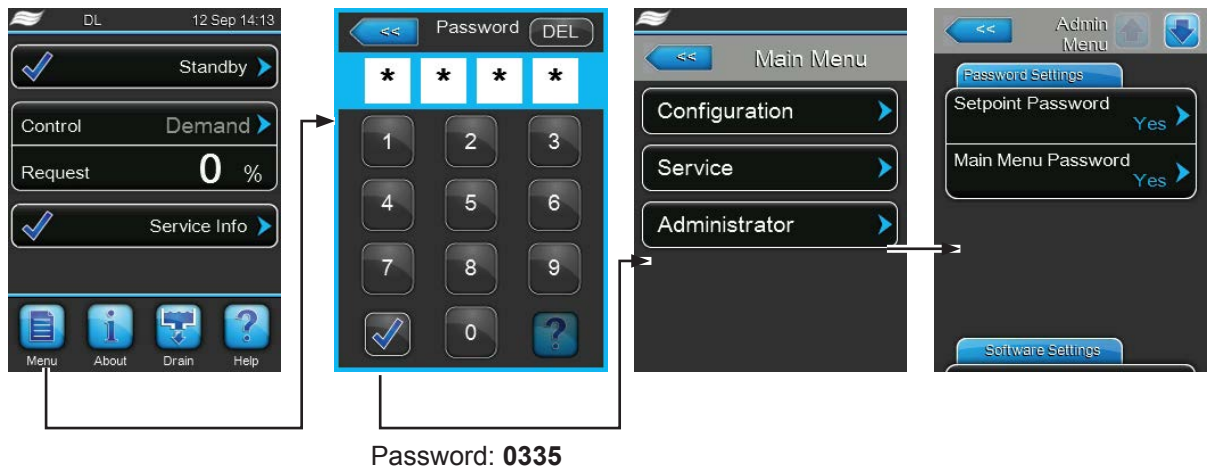 DL 12 Sep 14:13
Standby
Control Demand
Request 0 %
Service Info
Menu About Drain Help
<< Password DEL
* * * *
1 2 3
4 5 6
7 8 9
0 ?
Password: 0335
<< Main Menu
Configuration
Service
Administrator
<< Admin
Menu
Password Settings
Setpoint Password
Yes
Main Menu Password
Yes
Software Settings